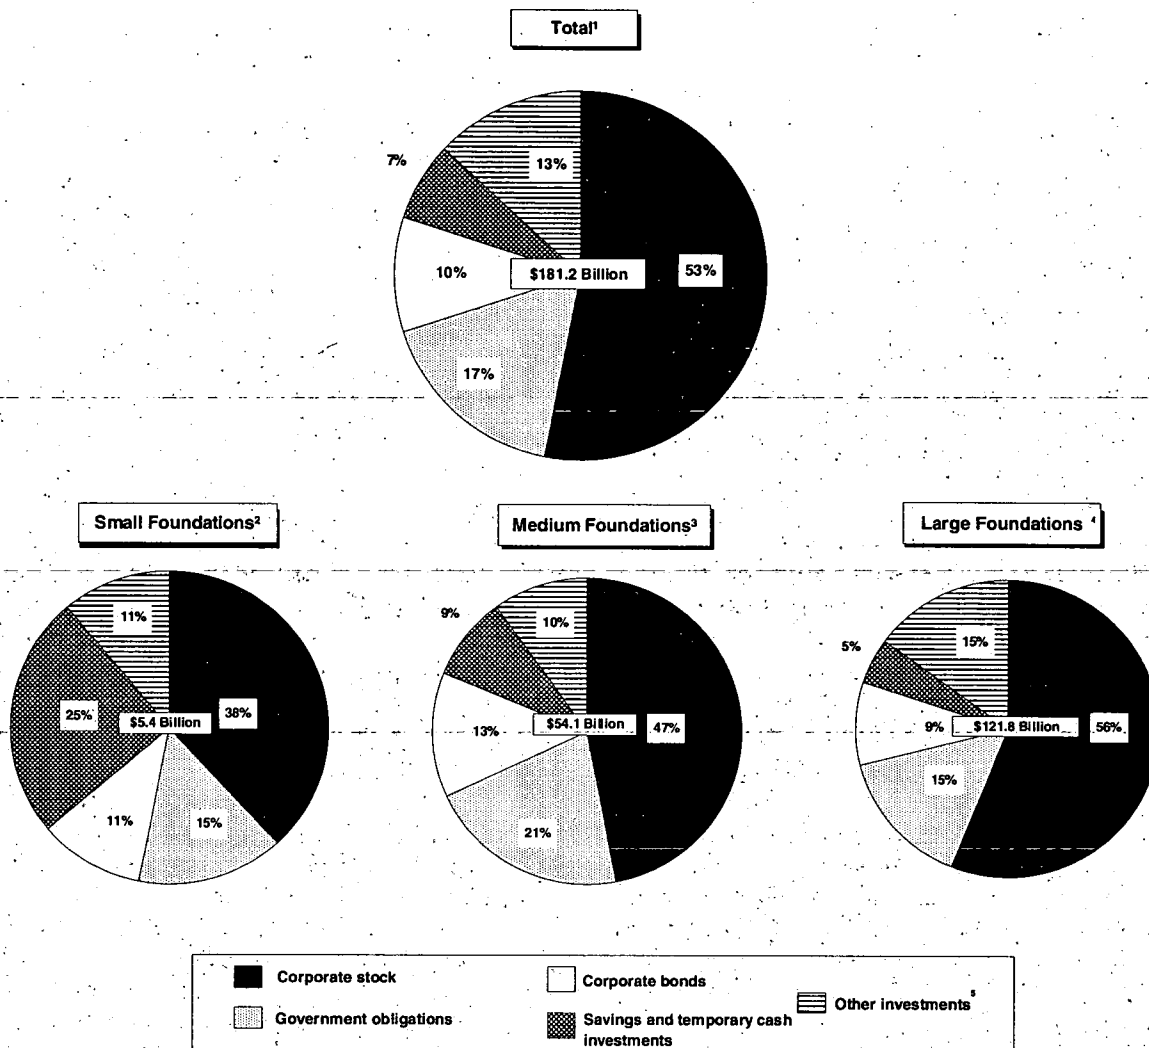 Total¹
7%
13%
10%
$181.2 Billion
53%
17%
Small Foundations²
Medium Foundations³
Large Foundations ⁴
11%
25%
$5.4 Billion
38%
11%
15%
9%
10%
13%
$54.1 Billion
47%
21%
5%
15%
9%
$121.8 Billion
56%
15%
Corporate stock
Government obligations
Corporate bonds
Savings and temporary cash
investments
Other investments⁵